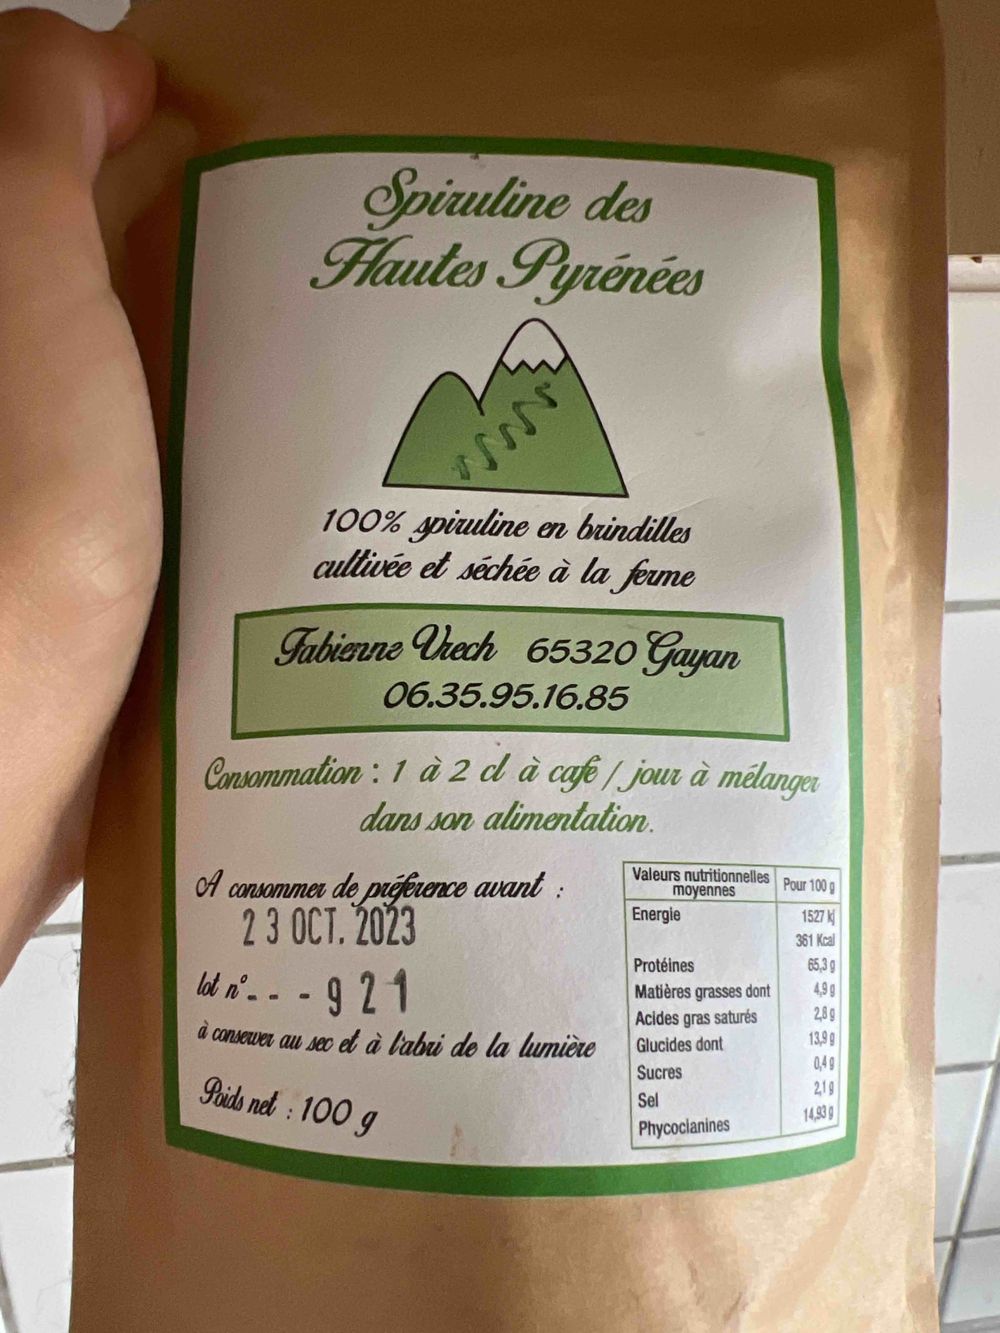 Spiruline des
Hautes Pyrénées
100% spiruline en brindilles
cultivée et séchée à la ferme
Fabienne Vrech 65320 Gayan
06.35.95.16.85
Consommation : 1 à 2 cl à café / jour à mélanger
dans son alimentation.
A consommer de préférence avant :
23 OCT. 2023
lot n°- - - 921
à conserver au sec et à l'abri de la lumière
Poids net : 100 g
Valeurs nutritionnelles moyennes Pour 100 g
Energie 1527 kj
361 Kcal
Protéines 65,3 g
Matières grasses dont 4,9 g
Acides gras saturés 2,8 g
Glucides dont 13,9 g
Sucres 0,4 g
Sel 2,1 g
Phycocianines 14,93 g